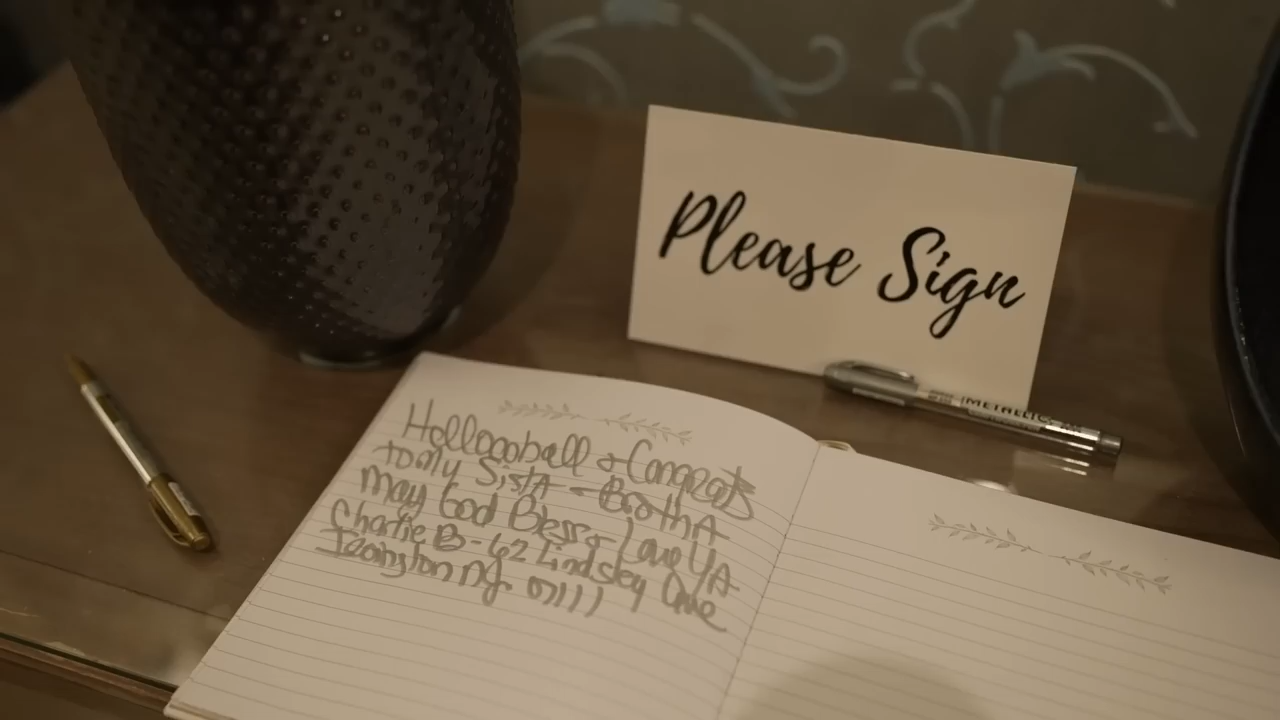 Please Sign
METALLIC
Holloooball & Congrats
to my SistA & BrothA
may God Bless & Love YA
Charlie B - 62 Lindsley Ave
Irvington NJ. 07111